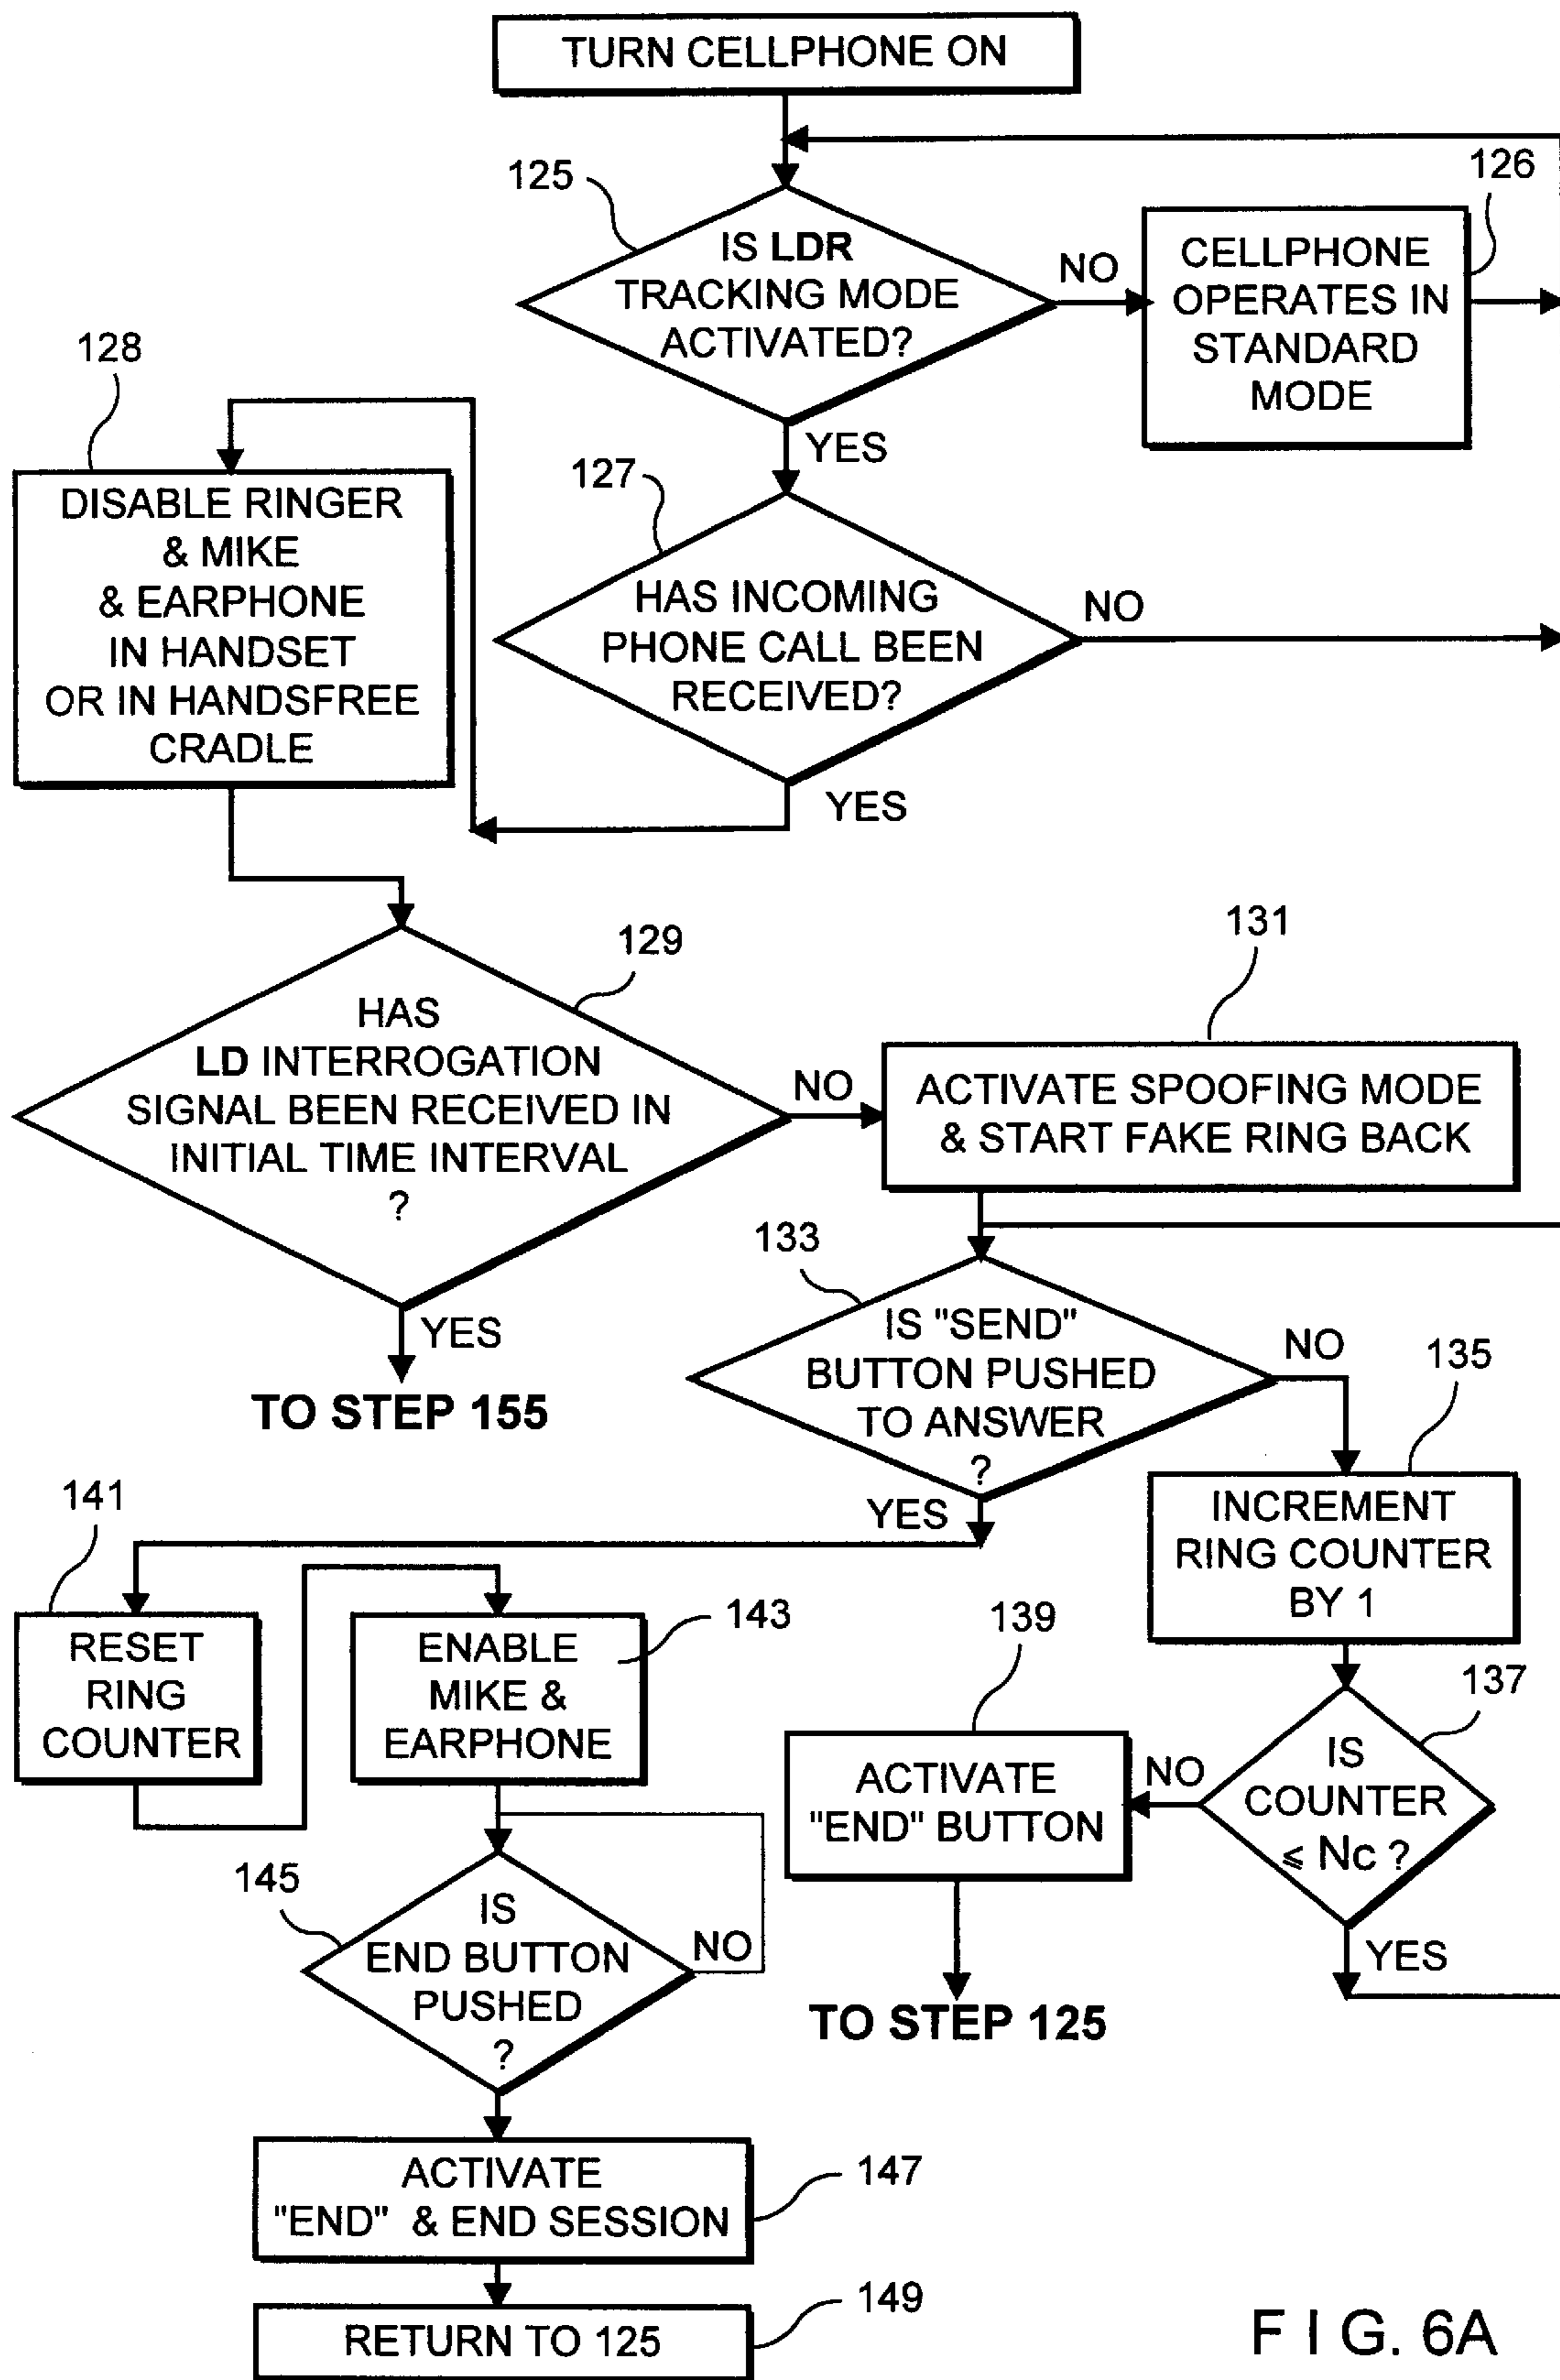 TURN CELLPHONE ON
125
IS LDR
TRACKING MODE
ACTIVATED?
NO
126
CELLPHONE
OPERATES IN
STANDARD
MODE
YES
127
HAS INCOMING
PHONE CALL BEEN
RECEIVED?
NO
YES
128
DISABLE RINGER
& MIKE
& EARPHONE
IN HANDSET
OR IN HANDSFREE
CRADLE
129
HAS
LD INTERROGATION
SIGNAL BEEN RECEIVED IN
INITIAL TIME INTERVAL
?
NO
YES
TO STEP 155
131
ACTIVATE SPOOFING MODE
& START FAKE RING BACK
133
IS "SEND"
BUTTON PUSHED
TO ANSWER
?
NO
YES
135
INCREMENT
RING COUNTER
BY 1
137
IS
COUNTER
⩽ Nc ?
NO
YES
139
ACTIVATE
"END" BUTTON
TO STEP 125
141
RESET
RING
COUNTER
143
ENABLE
MIKE &
EARPHONE
145
IS
END BUTTON
PUSHED
?
NO
147
ACTIVATE
"END" & END SESSION
149
RETURN TO 125
F I G. 6A